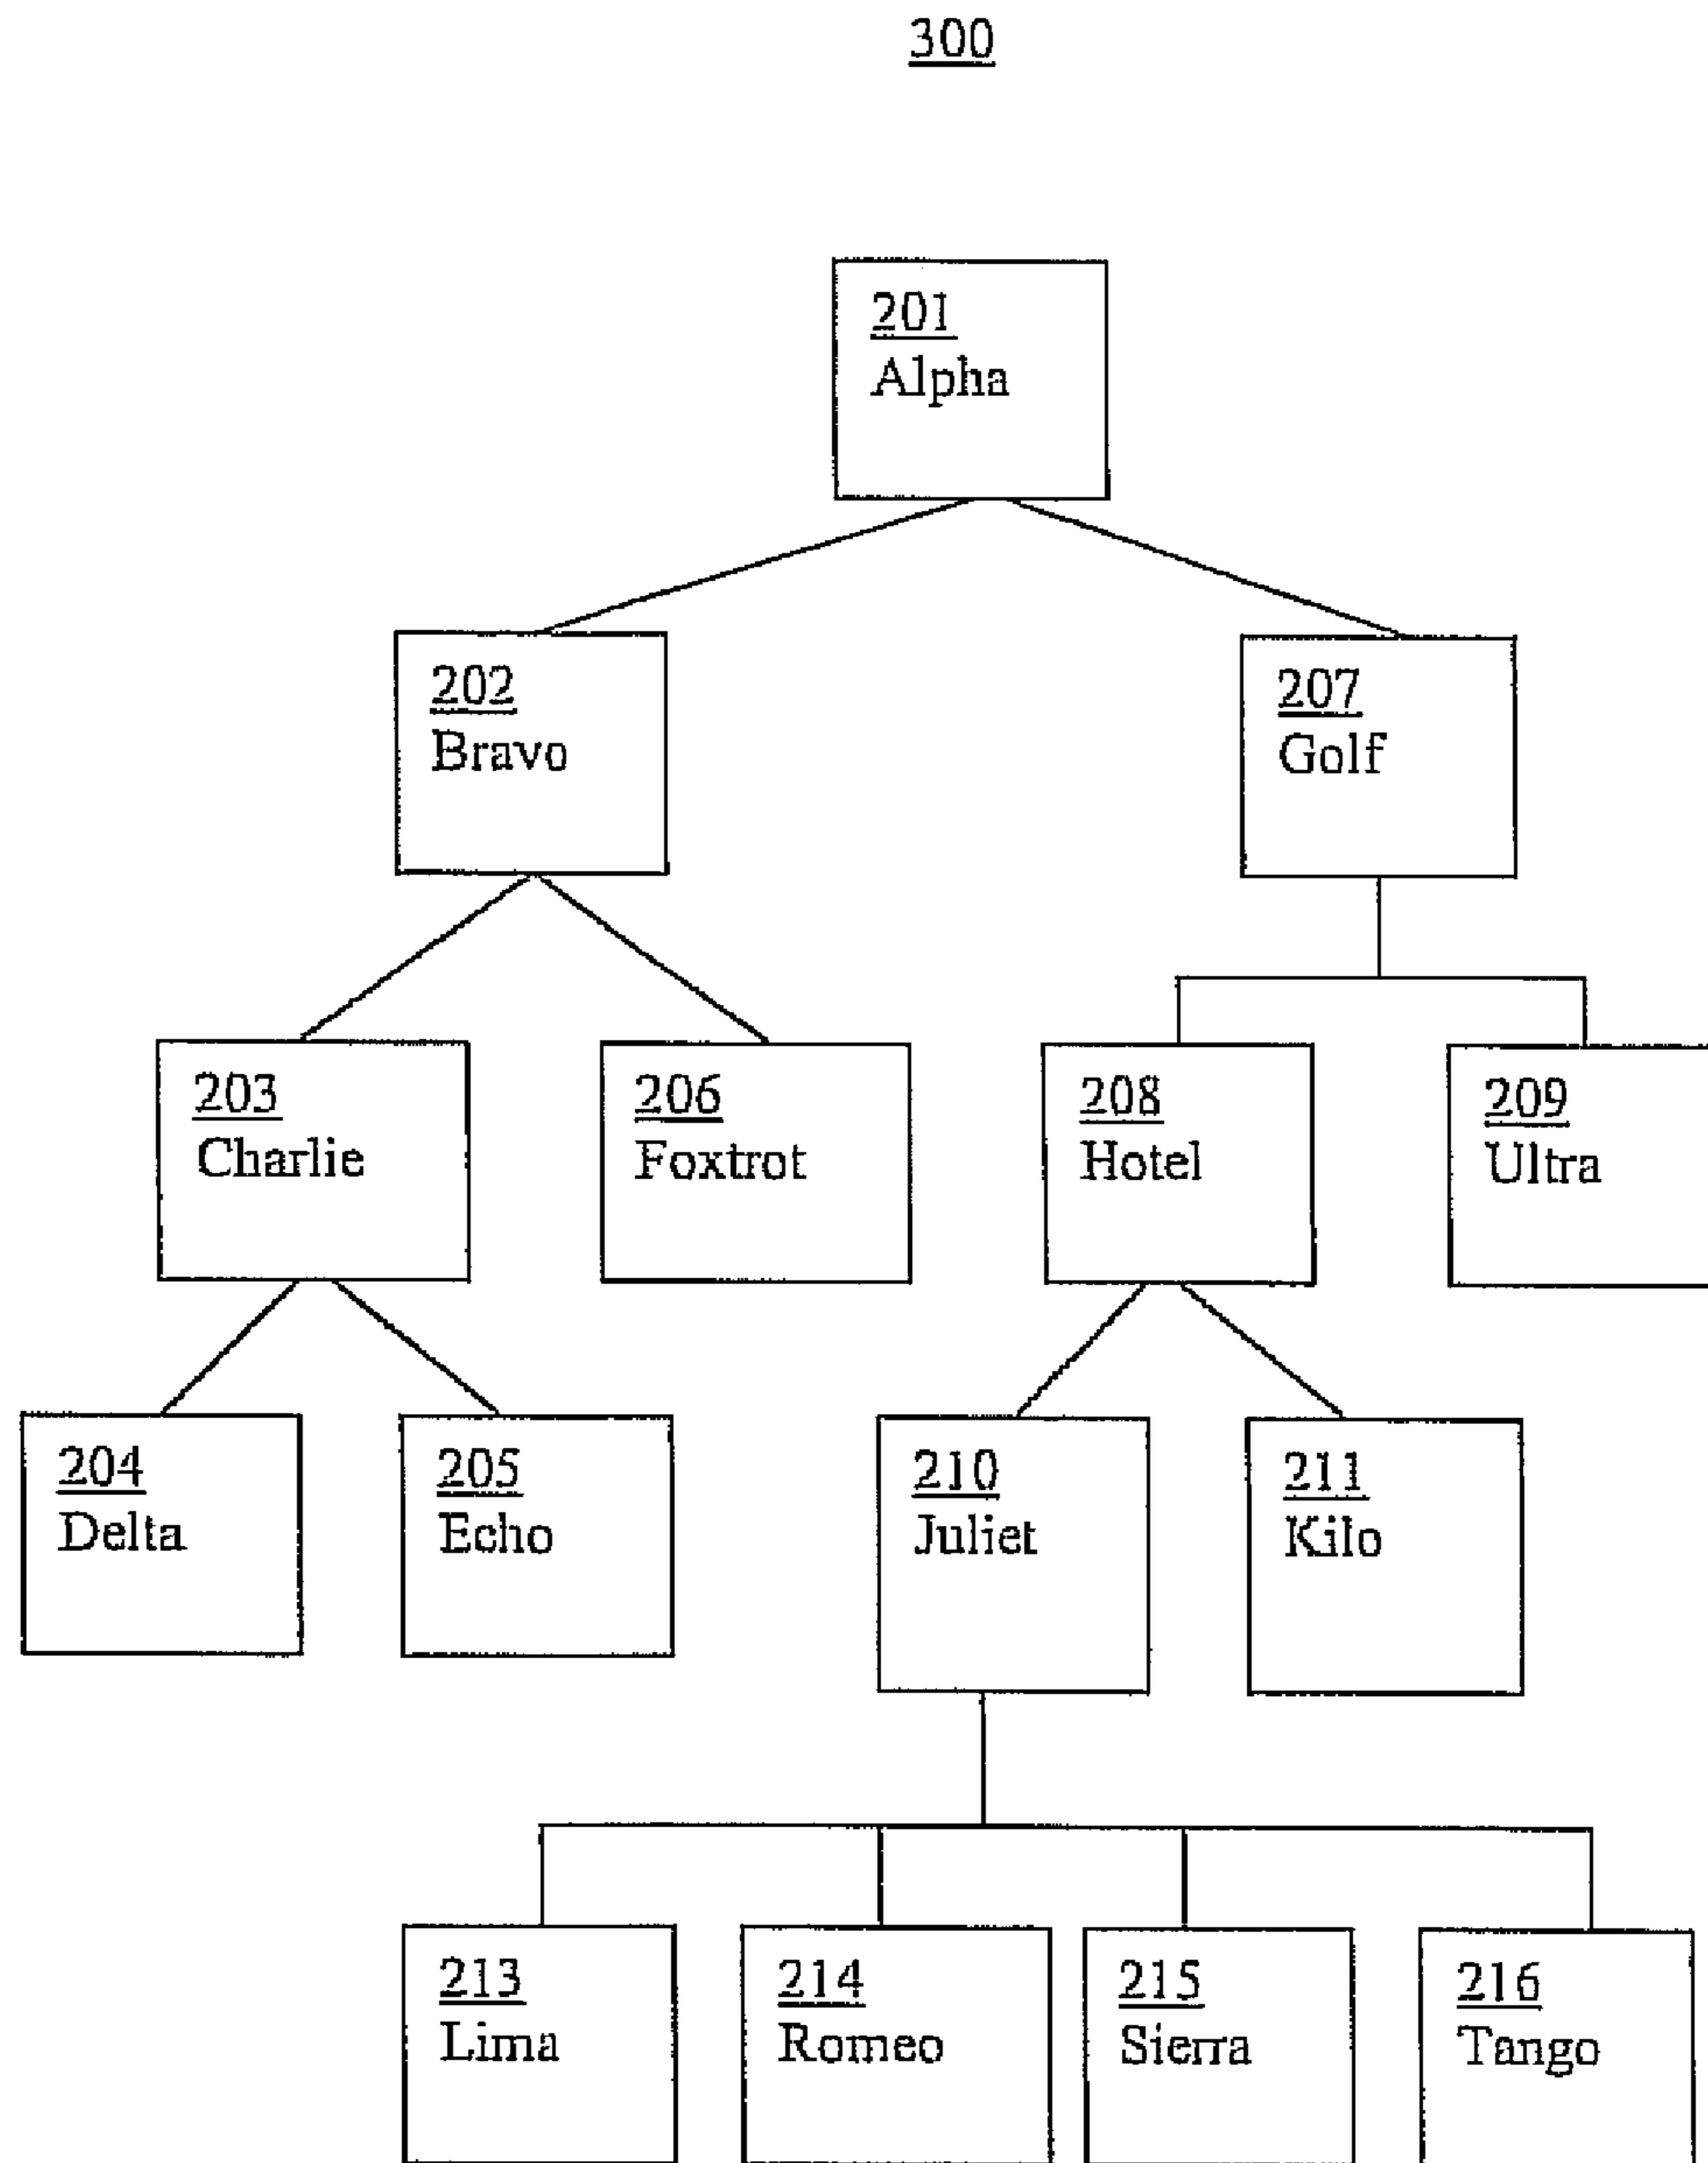 300
201
Alpha
202
Bravo
207
Golf
203
Charlie
206
Foxtrot
208
Hotel
209
Ultra
204
Delta
205
Echo
210
Juliet
211
Kilo
213
Lima
214
Romeo
215
Sierra
216
Tango